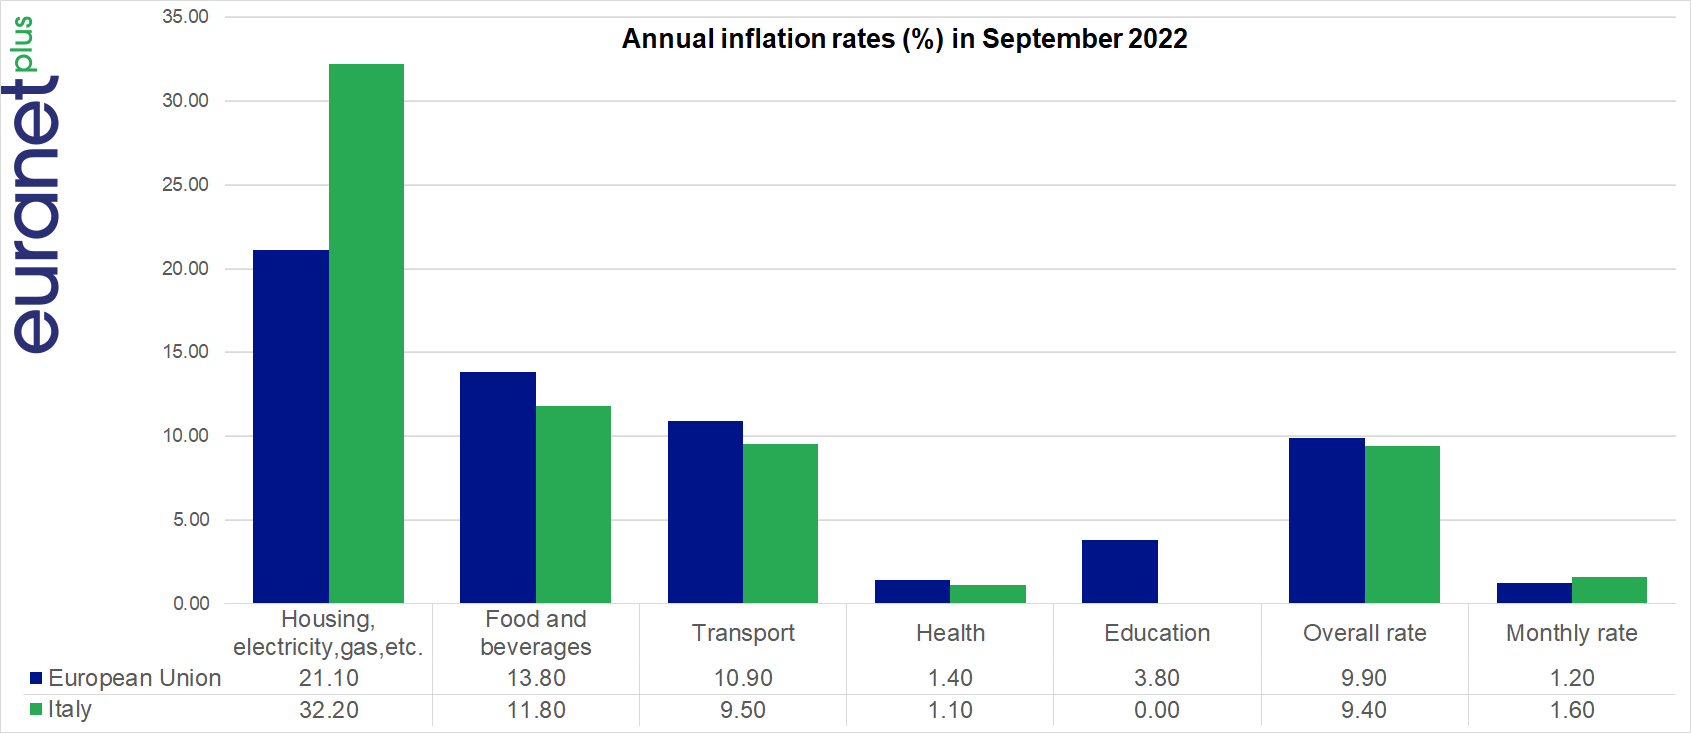 euranet plus
Annual inflation rates (%) in September 2022
35.00
30.00
25.00
20.00
15.00
10.00
5.00
0.00
Housing, electricity,gas,etc. Food and beverages Transport Health Education Overall rate Monthly rate
European Union 21.10 13.80 10.90 1.40 3.80 9.90 1.20
Italy 32.20 11.80 9.50 1.10 0.00 9.40 1.60